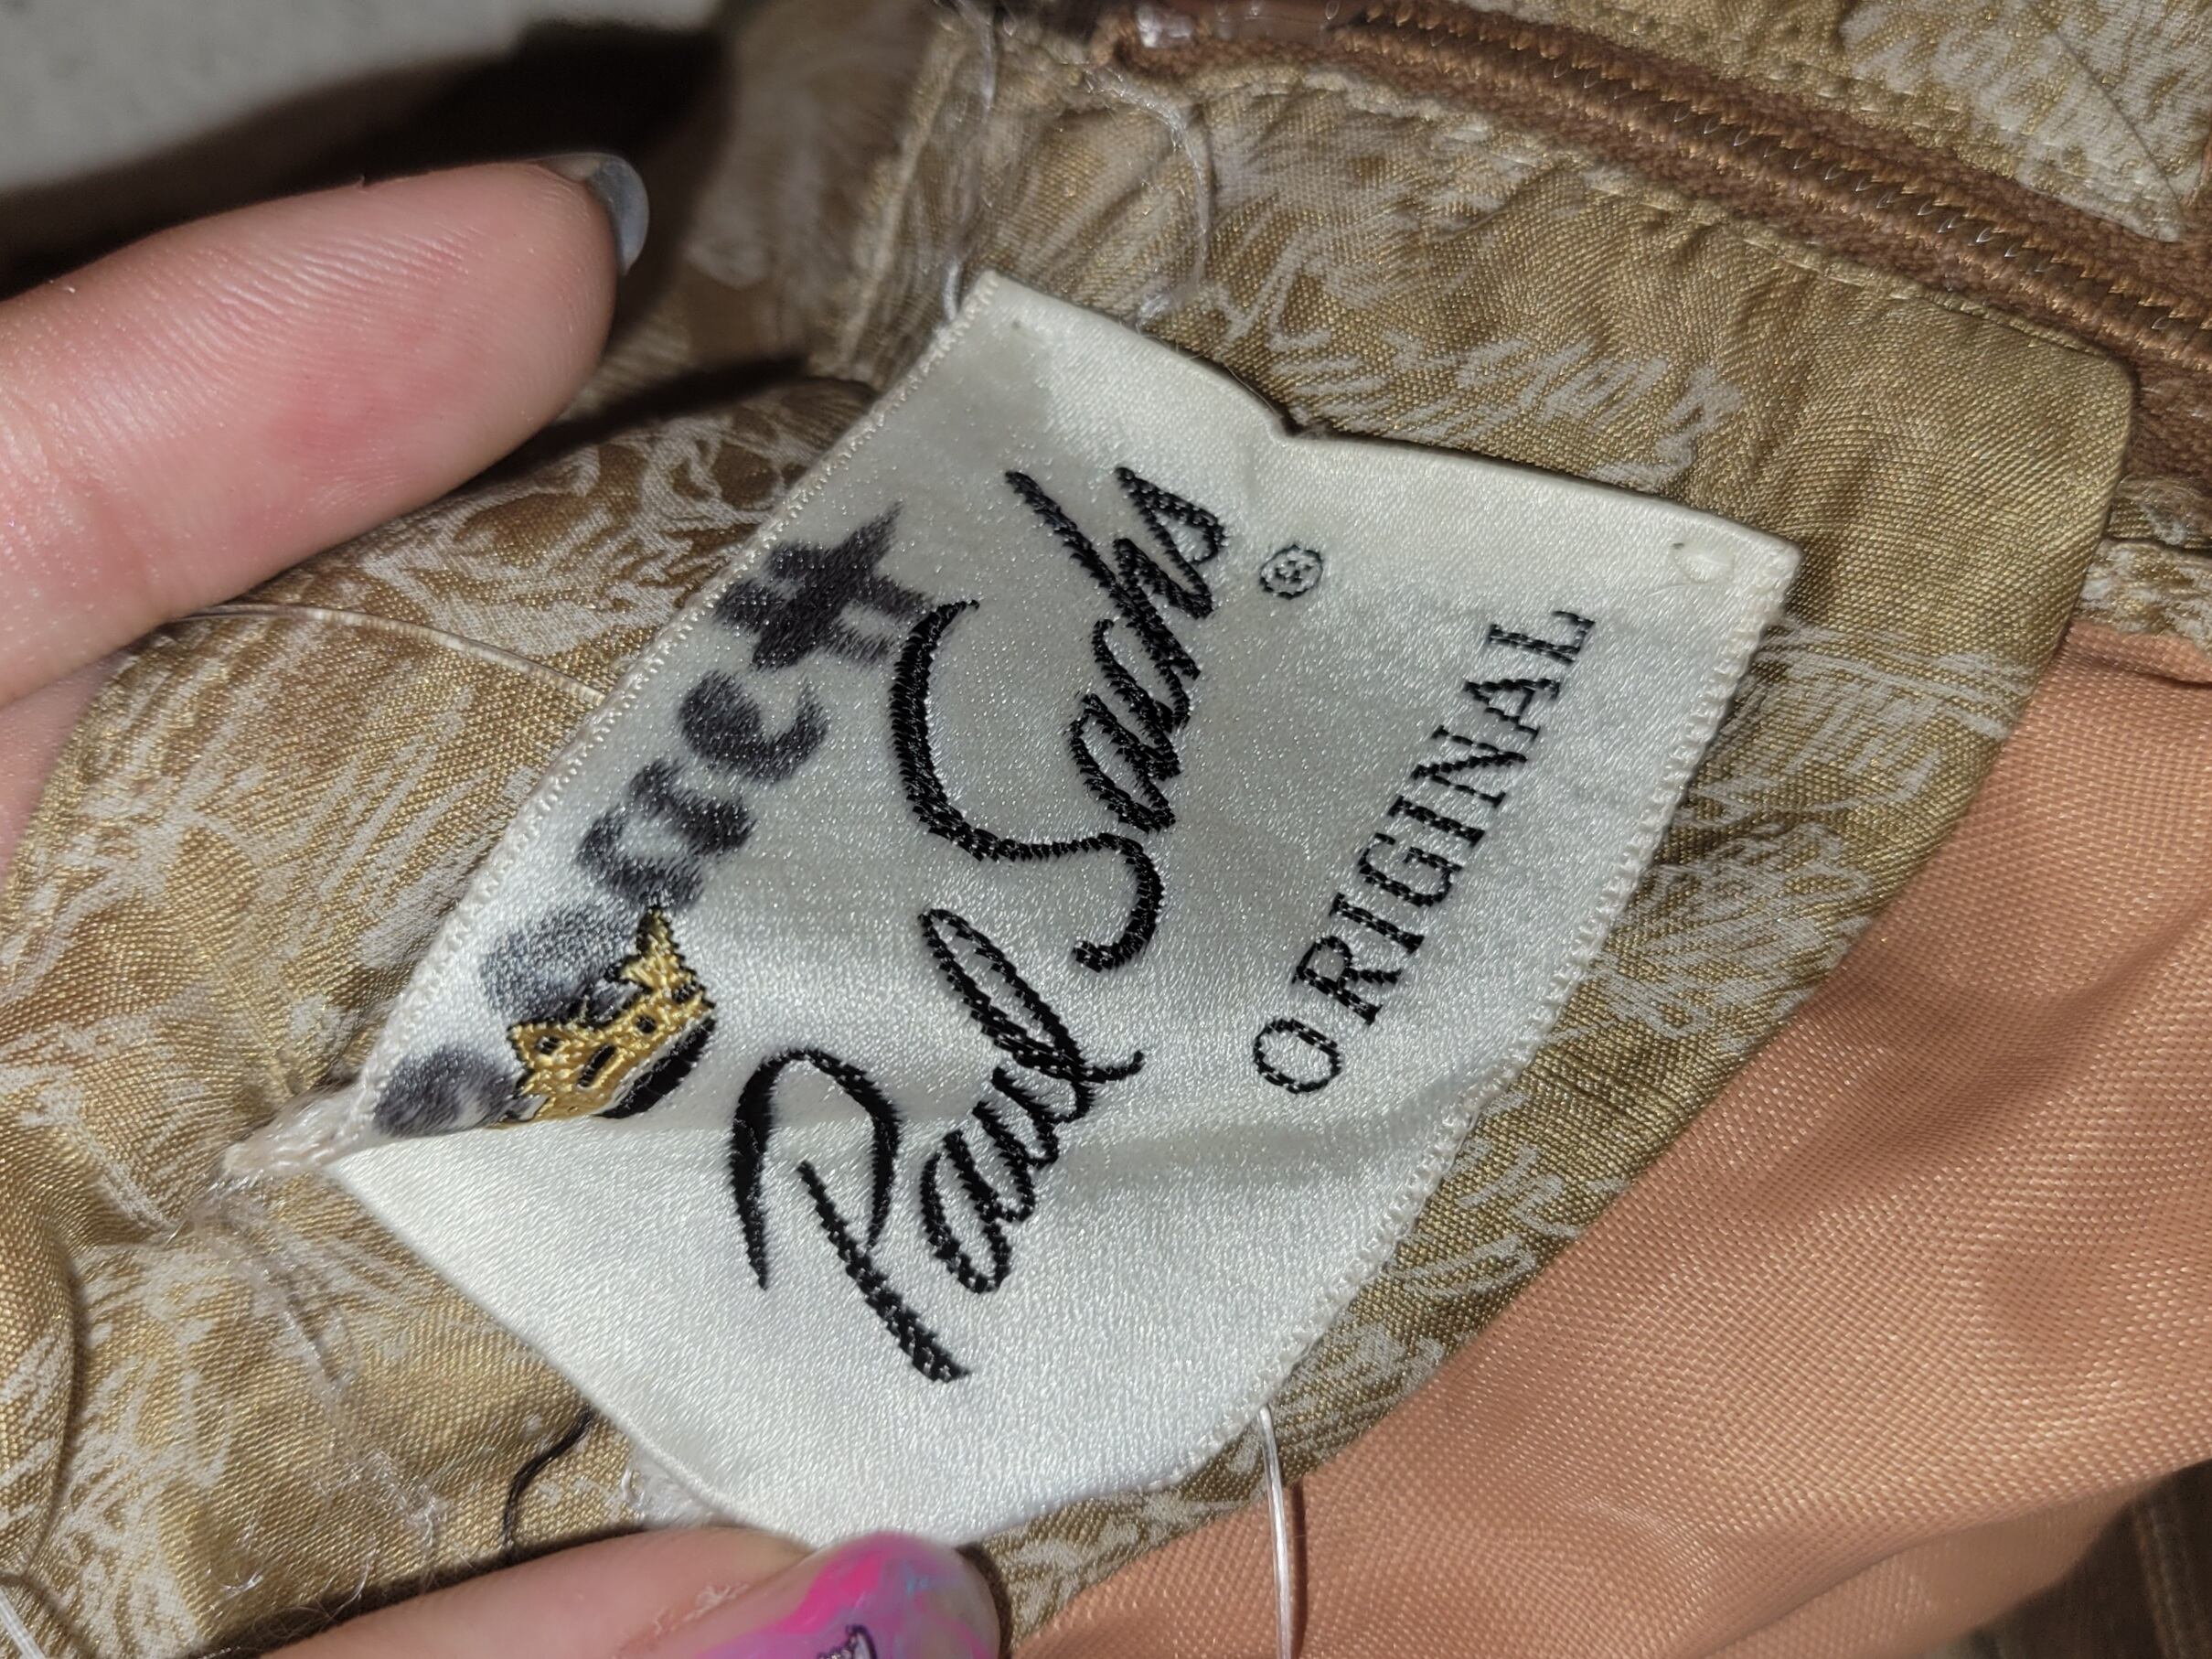 Paul Sachs ®
ORIGINAL